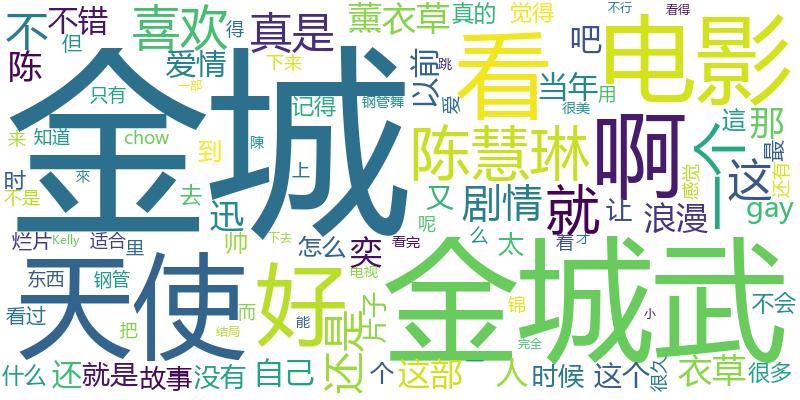 不 不错 喜欢 得 真是 薰衣草 真的 觉得 不行 看得
陈 但 爱情 下来 以前 跳 看 吧 电影
金城 只有 记得 钢管舞 爱 当年 用 很美 一部
来 知道 chow 到 陳 上 陈慧琳 啊 一个 這 那 最
时 來 去 迅 又 剧情 就 让 这 感觉 还有
不是 帅 呢 浪漫 gay
烂片 Kelly 适合 里 怎么 奕 看完 么 太 看 才
天使 好 下去 电视 金城武
东西 钢管 而 是 片子 锦 小 不会
看过 把 结局 能 还是 完全
什么 还 就是 故事 没有 自己 还 个 这部 一 人 时候 这个 很久 衣草 很多